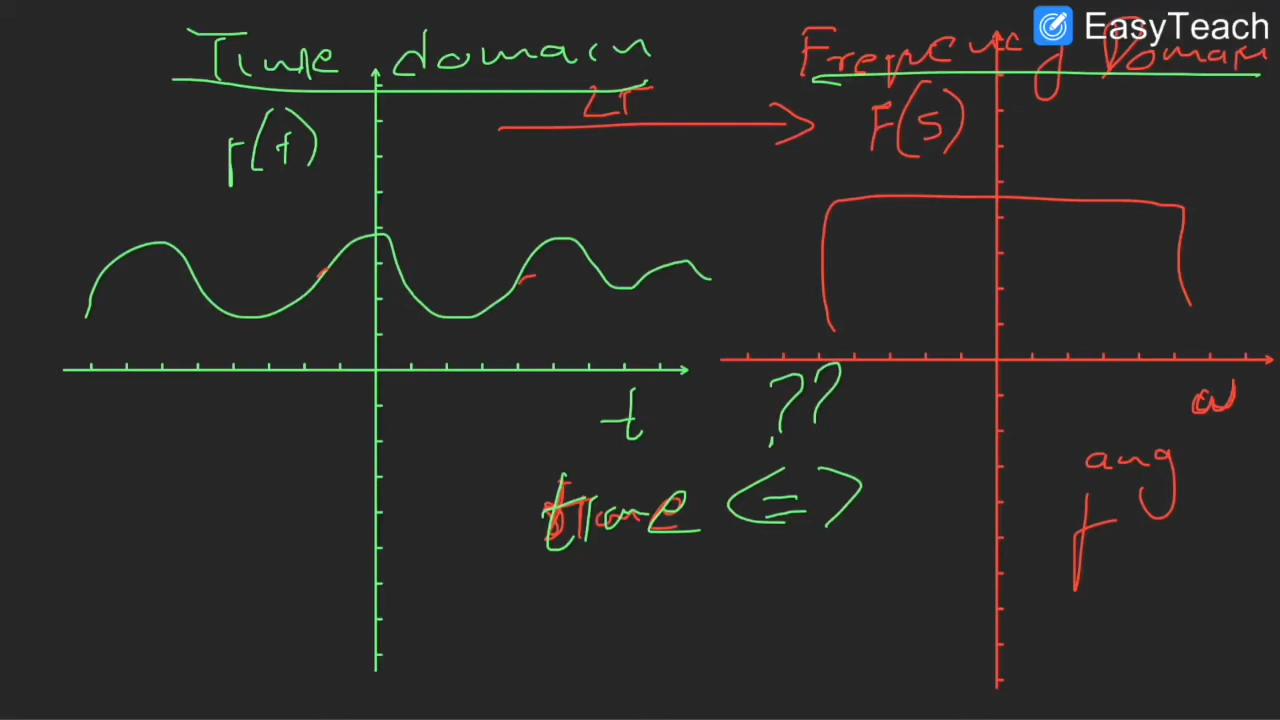 EasyTeach
Time domain
Frequency Domain
LT
f(t)
F(s)
t
??
ω
time <=>
ang
f